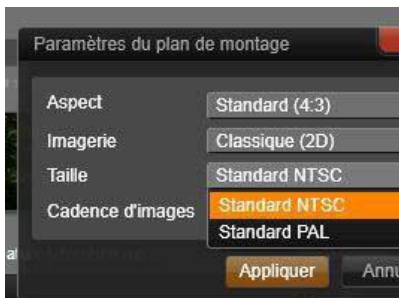 Paramètres du plan de montage
Aspect Standard (4:3)
Imagerie Classique (2D)
Taille Standard NTSC
Cadence d'images Standard NTSC
Standard PAL
Appliquer Annu